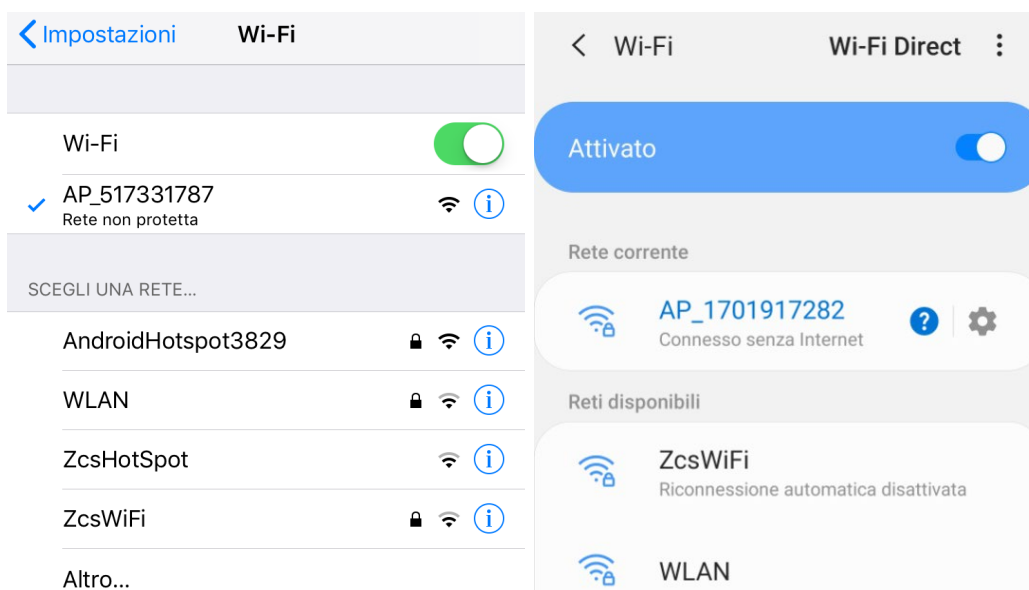 Impostazioni Wi-Fi
Wi-Fi
AP_517331787
Rete non protetta
SCEGLI UNA RETE...
AndroidHotspot3829
WLAN
ZcsHotSpot
ZcsWiFi
Altro...
Wi-Fi Wi-Fi Direct
Attivato
Rete corrente
AP_1701917282
Connesso senza Internet
Reti disponibili
ZcsWiFi
Riconnessione automatica disattivata
WLAN